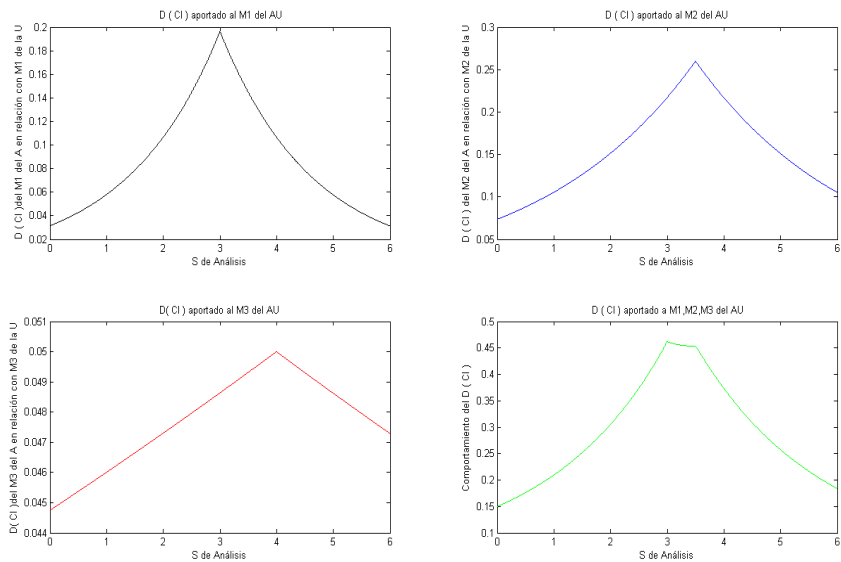 D ( CI ) aportado al M1 del AU
D ( CI )del M1 del A en relación con M1 de la U
0.2
0.18
0.16
0.14
0.12
0.1
0.08
0.06
0.04
0.02
0 1 2 3 4 5 6
S de Análisis
D ( CI ) aportado al M2 del AU
D ( CI ) del M2 del A en relación con M2 de la U
0.3
0.25
0.2
0.15
0.1
0.05
0 1 2 3 4 5 6
S de Análisis
D( CI ) aportado al M3 del AU
D( CI )del M3 del A en relación con M3 de la U
0.051
0.05
0.049
0.048
0.047
0.046
0.045
0.044
0 1 2 3 4 5 6
S de Análisis
D ( CI ) aportado a M1,M2,M3 del AU
Comportamiento del D ( CI )
0.5
0.45
0.4
0.35
0.3
0.25
0.2
0.15
0.1
0 1 2 3 4 5 6
S de Análisis